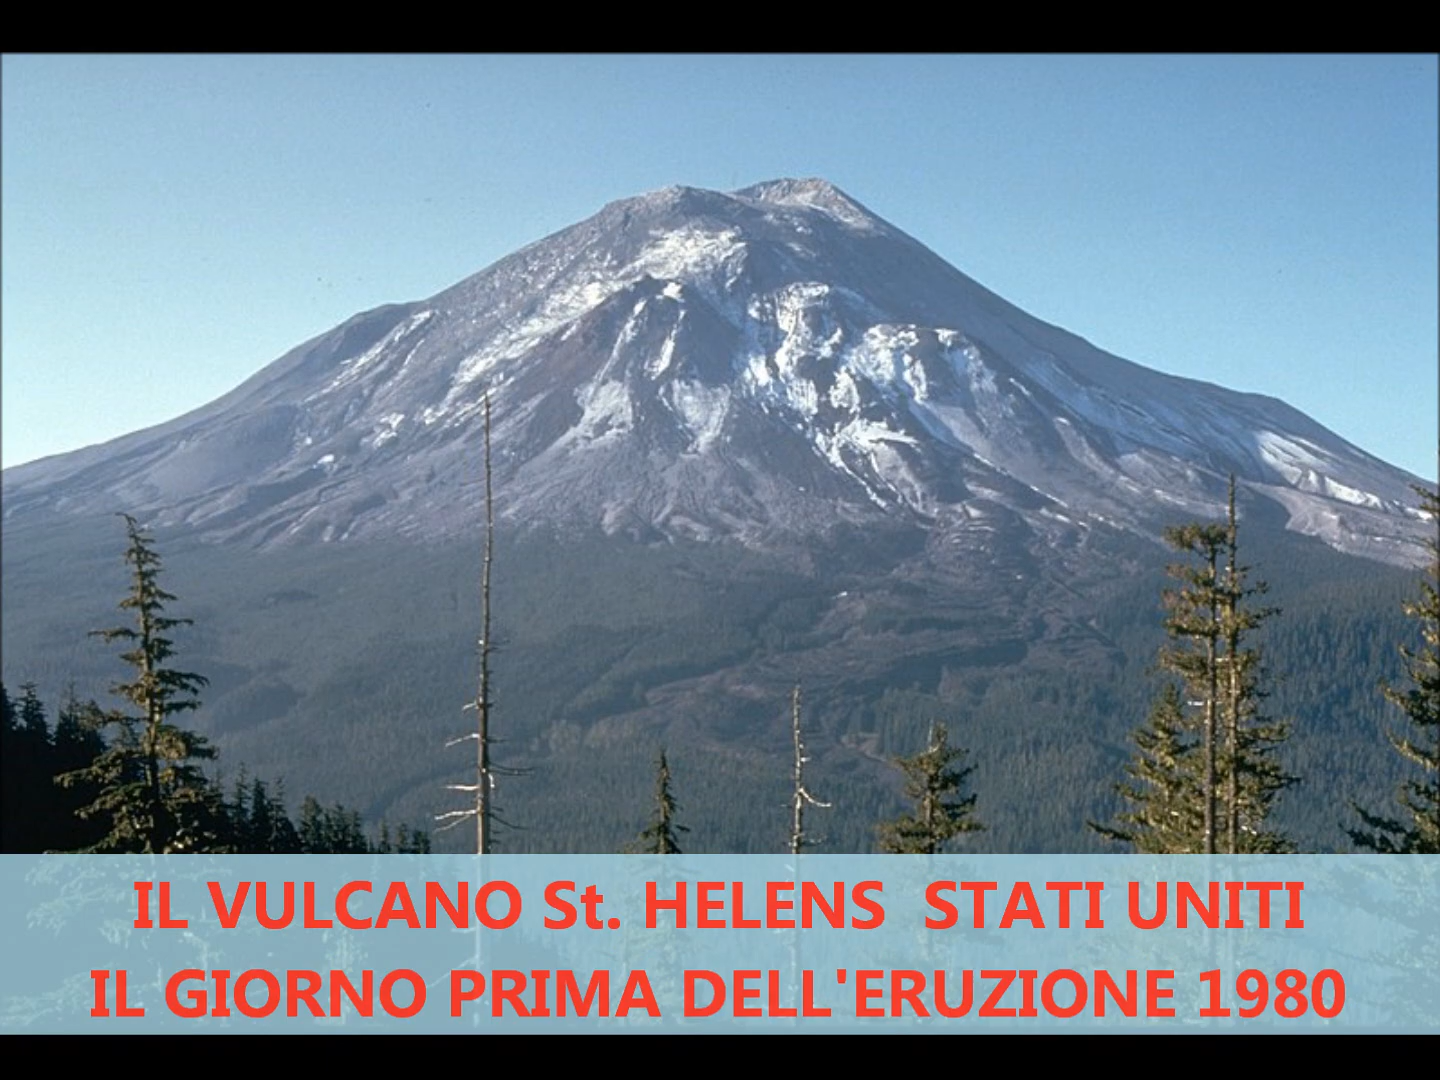 IL VULCANO St. HELENS STATI UNITI
IL GIORNO PRIMA DELL'ERUZIONE 1980